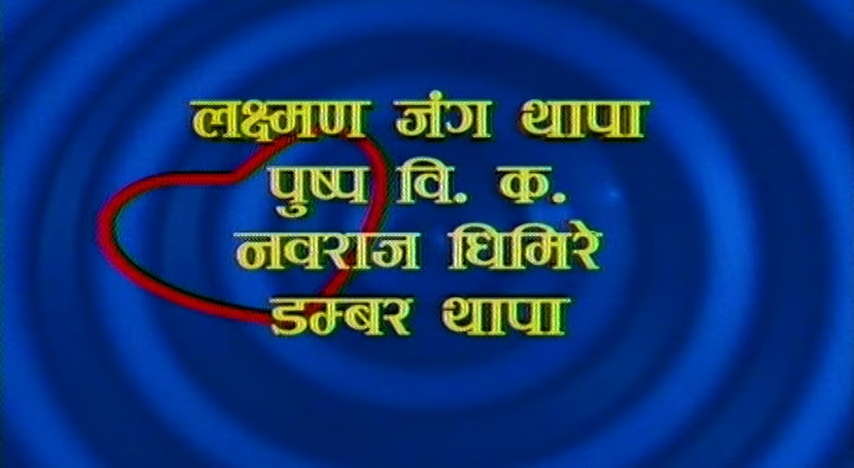 लक्ष्मण जंग थापा
पुष्प वि. क.
नवराज घिमिरे
डम्बर थापा